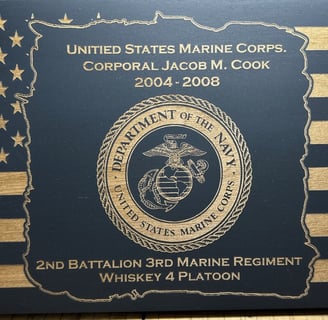 Unitied States Marine Corps.
Corporal Jacob M. Cook
2004-2008
DEPARTMENT OF THE NAVY
UNITED STATES MARINE CORPS
2nd Battalion 3rd Marine Regiment
Whiskey 4 Platoon